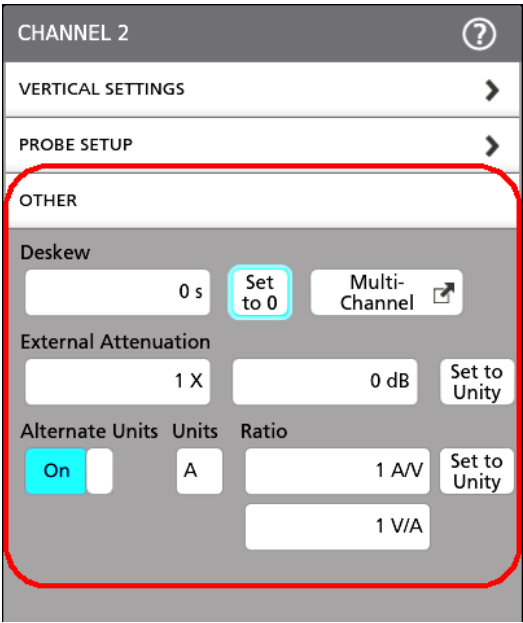 CHANNEL 2 ?
VERTICAL SETTINGS
PROBE SETUP
OTHER
Deskew
0 s
Set
to 0
Multi-
Channel
External Attenuation
1 X
0 dB
Set to
Unity
Alternate Units Units Ratio
On
A
1 A/V
Set to
Unity
1 V/A